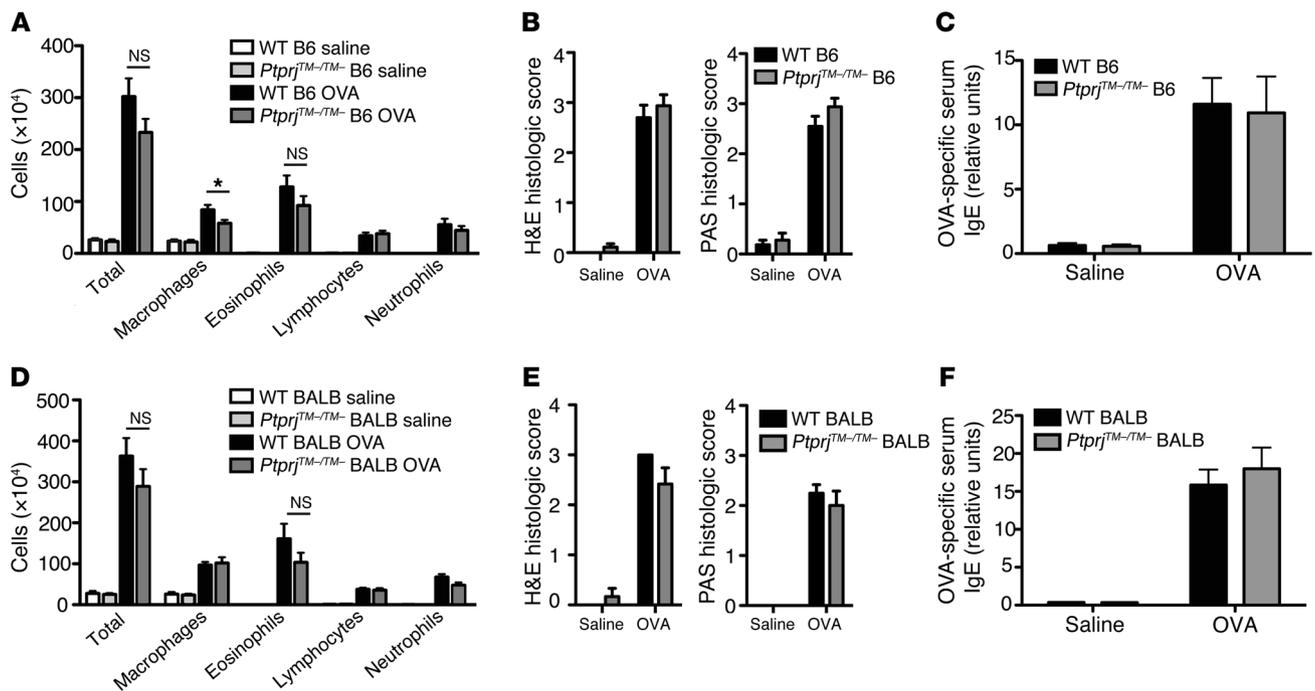 A
Cells (×10⁴)
400
300
200
100
0
NS
*
NS
WT B6 saline
Ptprj^TM–/TM– B6 saline
WT B6 OVA
Ptprj^TM–/TM– B6 OVA
Total
Macrophages
Eosinophils
Lymphocytes
Neutrophils
B
H&E histologic score
4
3
2
1
0
Saline OVA
PAS histologic score
4
3
2
1
0
WT B6
Ptprj^TM–/TM– B6
Saline OVA
C
OVA-specific serum
IgE (relative units)
15
10
5
0
WT B6
Ptprj^TM–/TM– B6
Saline OVA
D
Cells (×10⁴)
500
400
300
200
100
0
NS
NS
WT BALB saline
Ptprj^TM–/TM– BALB saline
WT BALB OVA
Ptprj^TM–/TM– BALB OVA
Total
Macrophages
Eosinophils
Lymphocytes
Neutrophils
E
H&E histologic score
4
3
2
1
0
Saline OVA
PAS histologic score
4
3
2
1
0
WT BALB
Ptprj^TM–/TM– BALB
Saline OVA
F
OVA-specific serum
IgE (relative units)
25
20
15
10
5
0
WT BALB
Ptprj^TM–/TM– BALB
Saline OVA